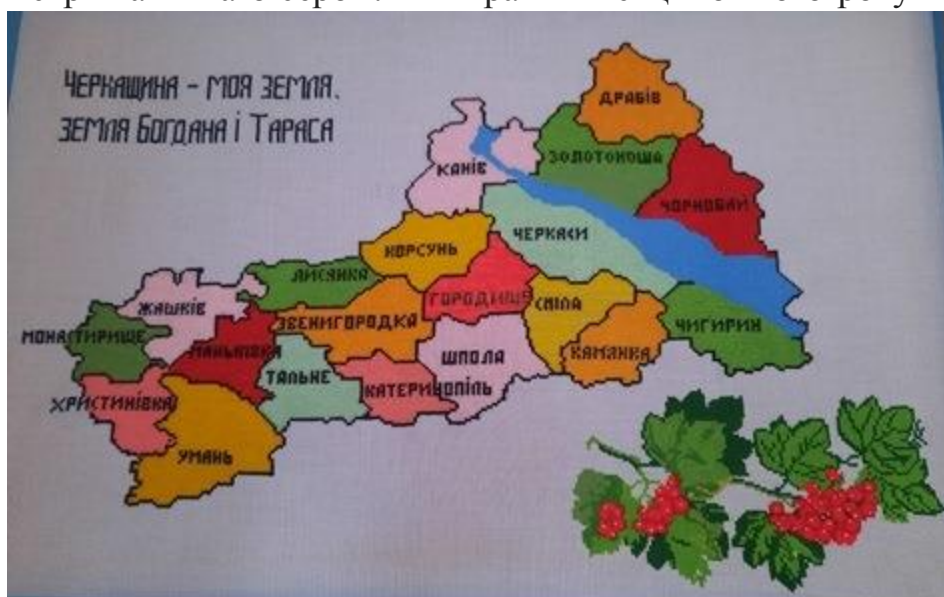 Черкащина – моя земля.
земля Богдана і Тараса
Драбів
Золотоноша
Канів
Чорнобай
Черкаси
Корсунь
Лисянка
Городище
Сміла
Жашків
Звенигородка
Чигирин
Монастирище
Маньківка
Камянка
Шпола
Тальне
Катеринопіль
Христинівка
Умань